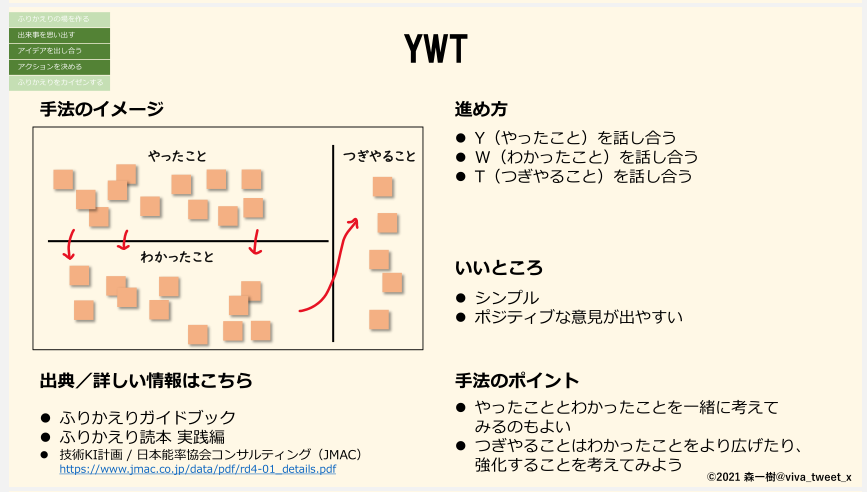 ふりかえりの場を作る
出来事を思い出す
アイデアを出し合う
アクションを決める
ふりかえりをカイゼンする
YWT
手法のイメージ
やったこと
つぎやること
わかったこと
進め方
● Y（やったこと）を話し合う
● W（わかったこと）を話し合う
● T（つぎやること）を話し合う
いいところ
● シンプル
● ポジティブな意見が出やすい
出典／詳しい情報はこちら
● ふりかえりガイドブック
● ふりかえり読本 実践編
● 技術KI計画 / 日本能率協会コンサルティング（JMAC）
https://www.jmac.co.jp/data/pdf/rd4-01_details.pdf
手法のポイント
● やったこととわかったことを一緒に考えて
みるのもよい
● つぎやることはわかったことをより広げたり、
強化することを考えてみよう
©2021 森一樹@viva_tweet_x